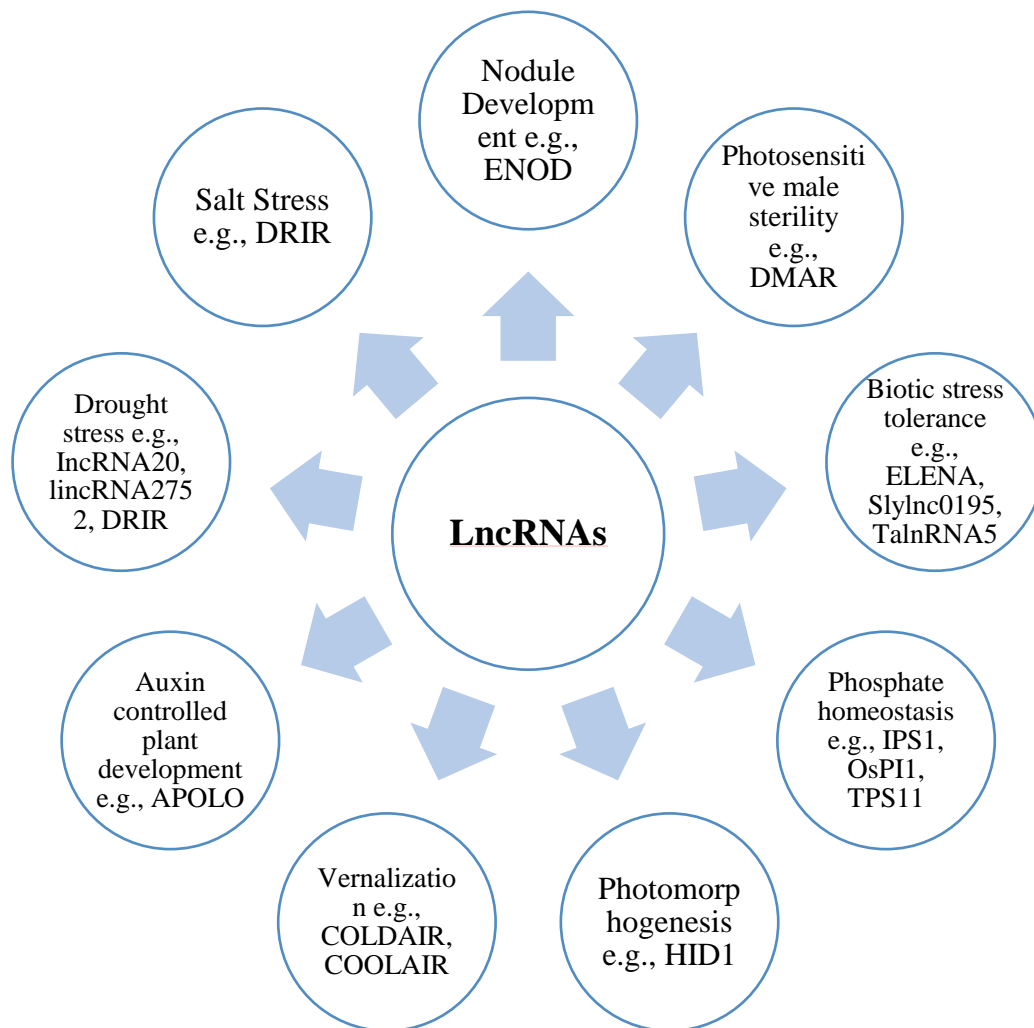 Nodule
Developm
ent e.g.,
ENOD
Photosensiti
ve male
sterility
e.g.,
DMAR
Biotic stress
tolerance
e.g.,
ELENA,
Slylnc0195,
TalnRNA5
Phosphate
homeostasis
e.g., IPS1,
OsPI1,
TPS11
Photomorp
hogenesis
e.g., HID1
Vernalizatio
n e.g.,
COLDAIR,
COOLAIR
Auxin
controlled
plant
development
e.g., APOLO
Drought
stress e.g.,
IncRNA20,
lincRNA275
2, DRIR
Salt Stress
e.g., DRIR
LncRNAs